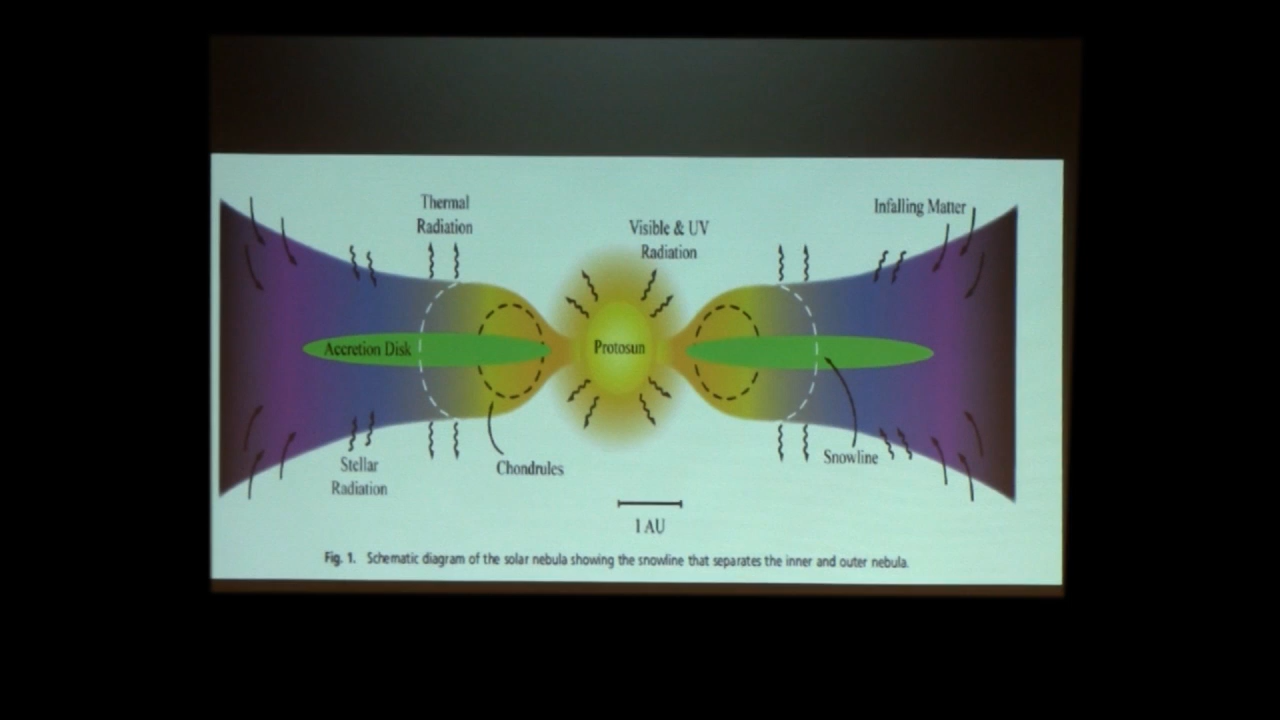 Thermal
Radiation
Visible & UV
Radiation
Infalling Matter
Accretion Disk
Protosun
Stellar
Radiation
Chondrules
Snowline
1 AU
Fig. 1. Schematic diagram of the solar nebula showing the snowline that separates the inner and outer nebula.